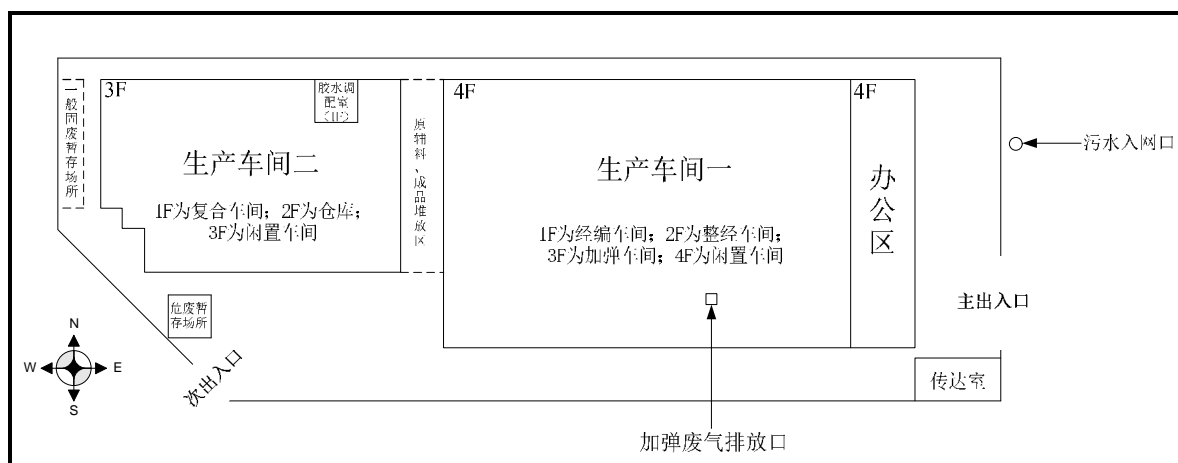 3F
胶水调
配室
（1F）
4F
4F
一般固废暂存场所
原辅料、成品堆放区
污水入网口
生产车间二
生产车间一
办公区
1F为复合车间；2F为仓库；
3F为闲置车间
1F为经编车间；2F为整经车间；
3F为加弹车间；4F为闲置车间
危废暂
存场所
主出入口
N
W
E
S
次出入口
传达室
加弹废气排放口